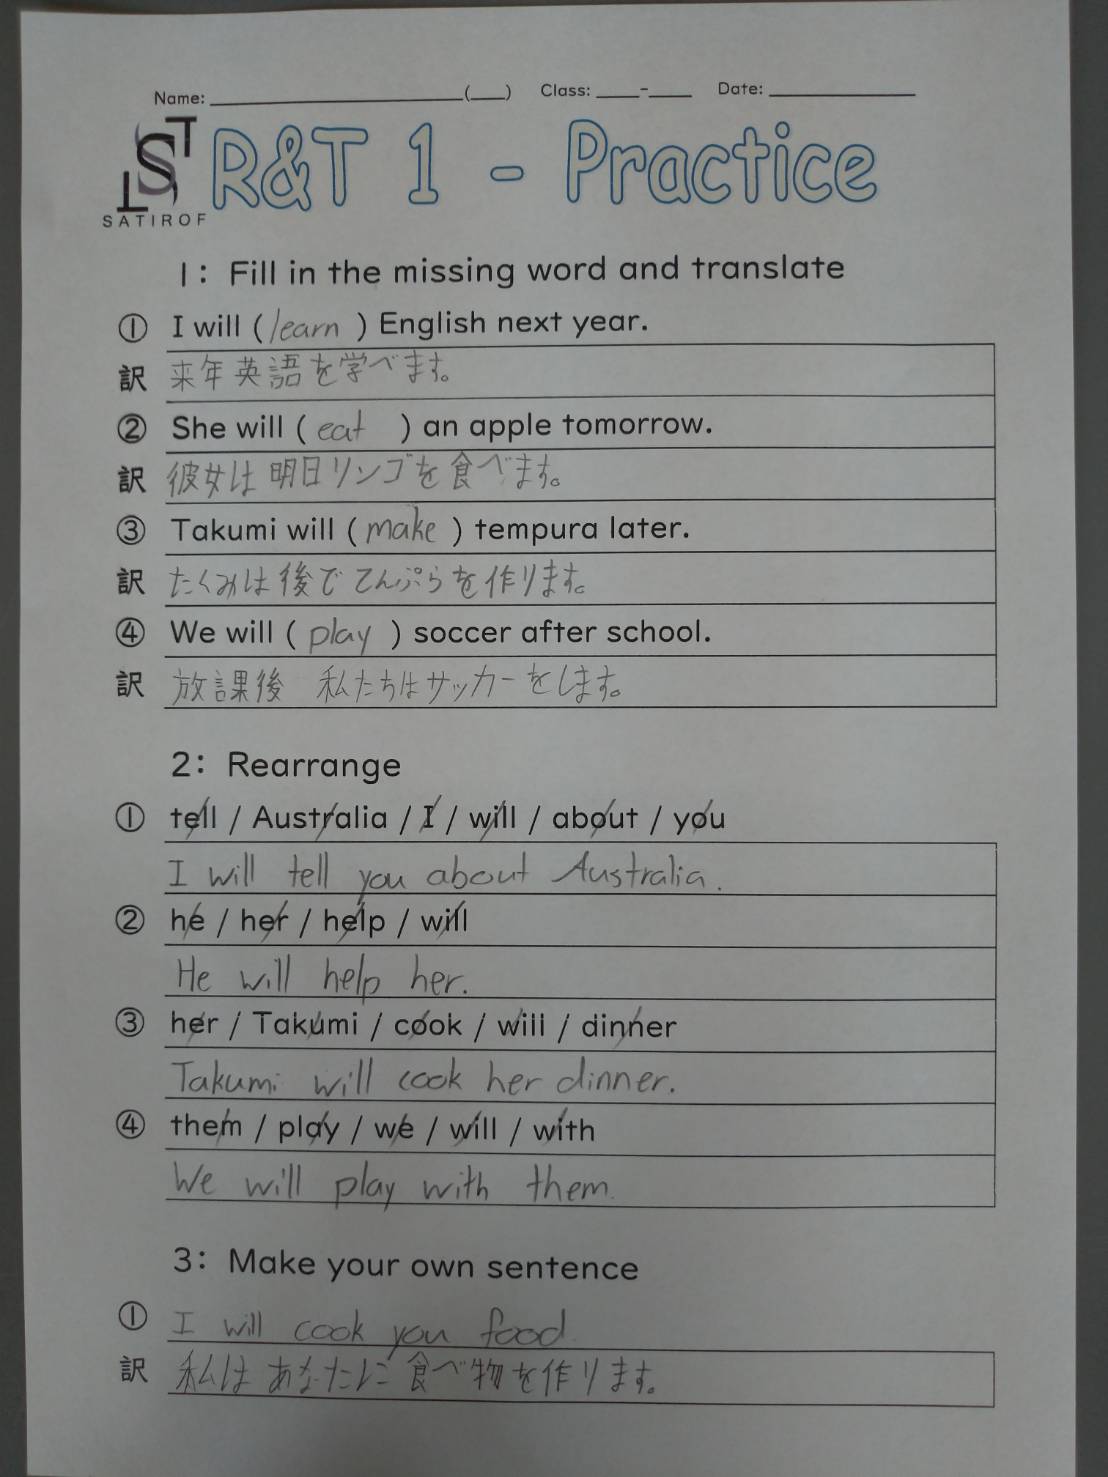 Name: ____ (__) Class: __-__ Date: ____
SATIROF
R&T 1 - Practice
1: Fill in the missing word and translate
① I will (learn) English next year.
訳 来年英語を学べます。
② She will (eat) an apple tomorrow.
訳 彼女は明日リンゴを食べます。
③ Takumi will (make) tempura later.
訳 たくみは後でてんぷらを作ります。
④ We will (play) soccer after school.
訳 放課後 私たちはサッカーをします。
2: Rearrange
① tell / Australia / I / will / about / you
I will tell you about Australia.
② he / her / help / will
He will help her.
③ her / Takumi / cook / will / dinner
Takumi will cook her dinner.
④ them / play / we / will / with
We will play with them.
3: Make your own sentence
① I will cook you food.
訳 私はあなたに食べ物を作ります。